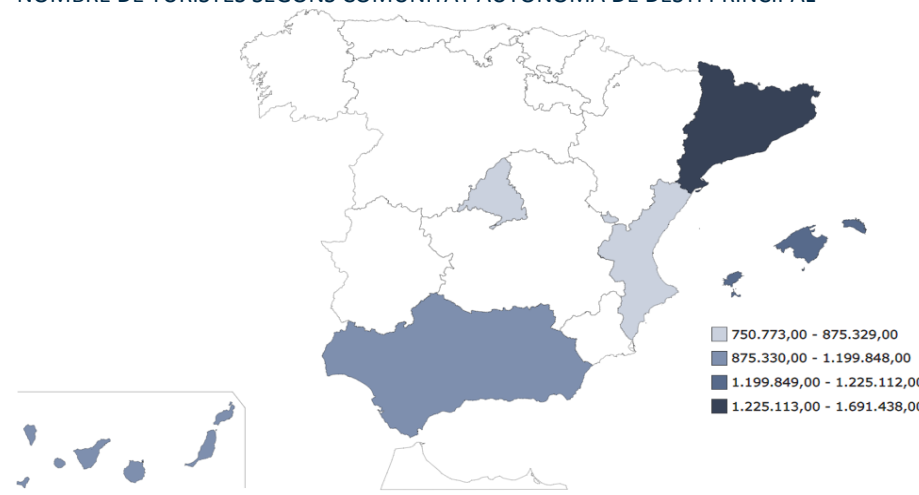 NOMBRE DE TURISTES SEGONS COMUNITAT AUTÒNOMA DE DESTÍ PRINCIPAL
750.773,00 - 875.329,00
875.330,00 - 1.199.848,00
1.199.849,00 - 1.225.112,00
1.225.113,00 - 1.691.438,00